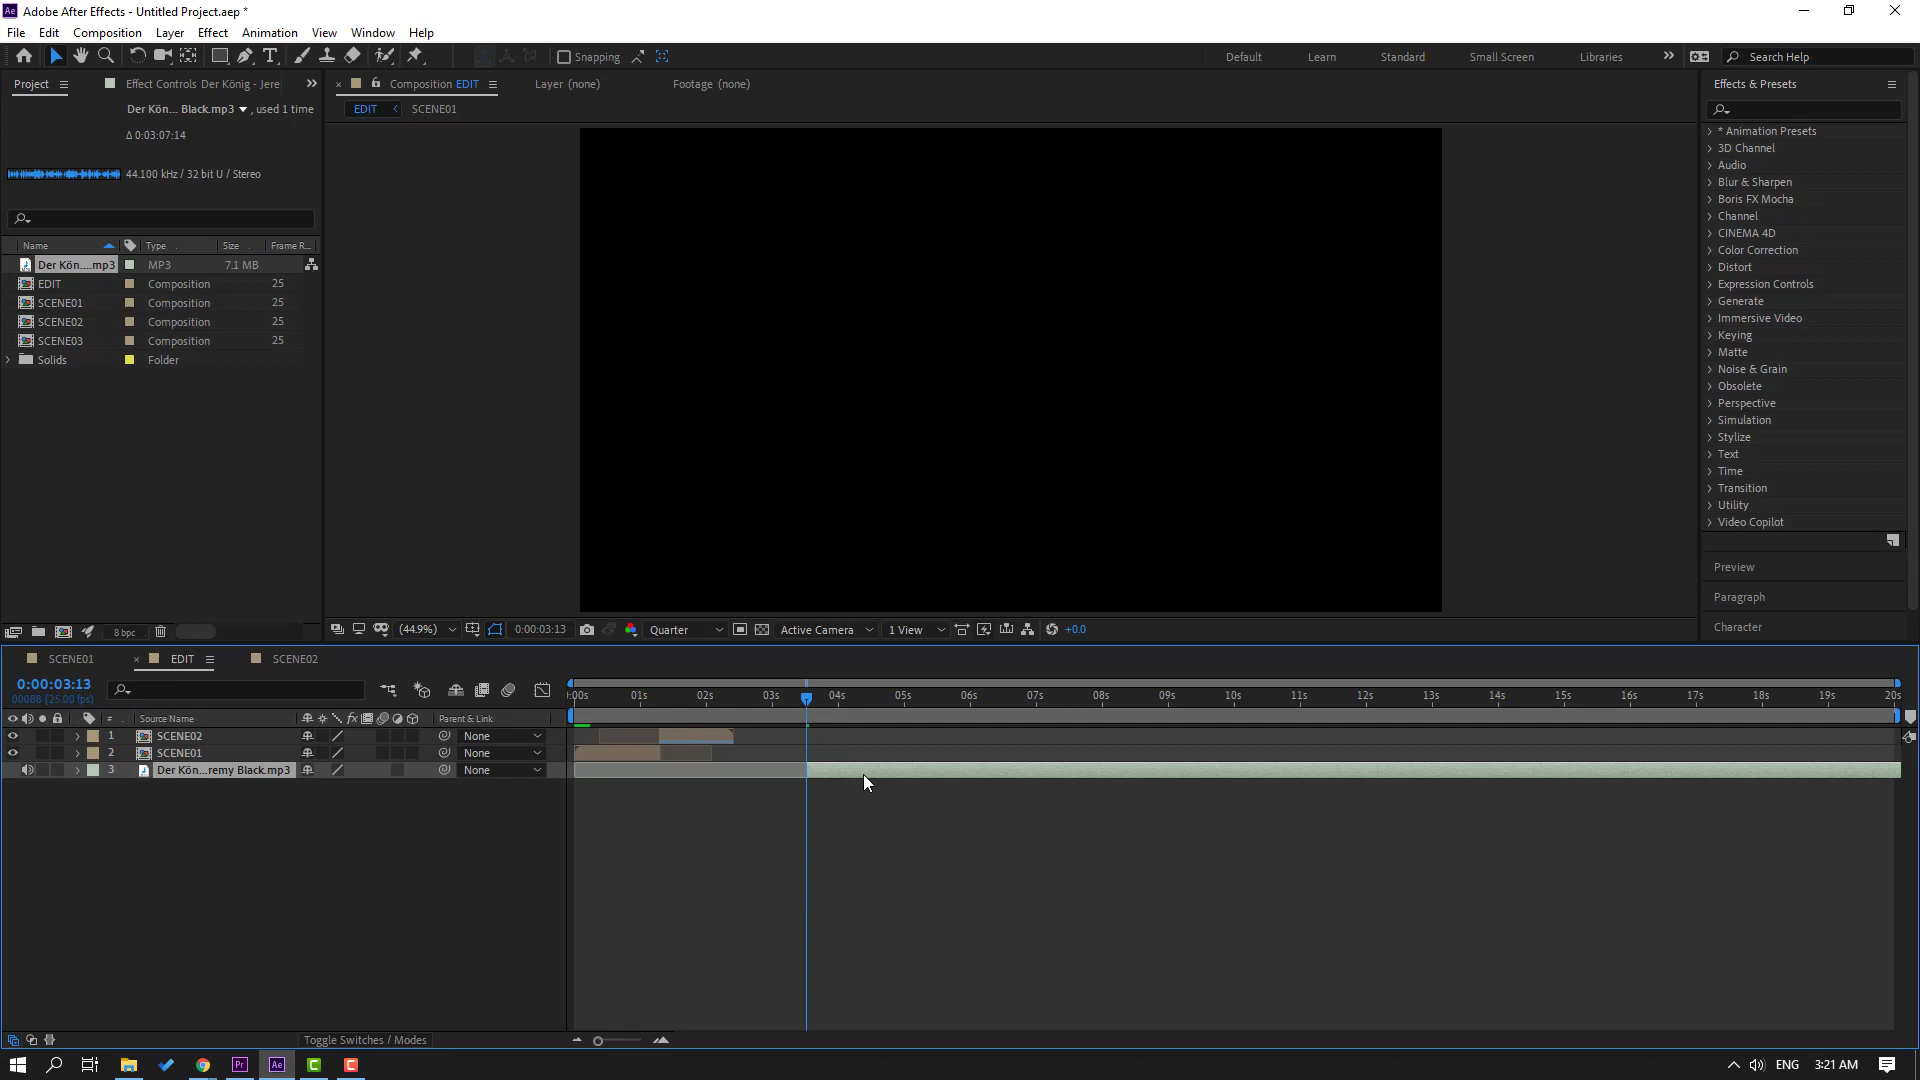 Adobe After Effects - Untitled Project.aep *
File Edit Composition Layer Effect Animation View Window Help
Snapping
Default Learn Standard Small Screen Libraries
Search Help
Project Effect Controls Der König - Jere
Composition EDIT Layer (none) Footage (none)
Effects & Presets
Der Kön... Black.mp3 , used 1 time
EDIT SCENE01
Δ 0:03:07:14
44.100 kHz / 32 bit U / Stereo
Name Type Size Frame R...
Der Kön....mp3 MP3 7.1 MB
EDIT Composition 25
SCENE01 Composition 25
SCENE02 Composition 25
SCENE03 Composition 25
Solids Folder
* Animation Presets
3D Channel
Audio
Blur & Sharpen
Boris FX Mocha
Channel
CINEMA 4D
Color Correction
Distort
Expression Controls
Generate
Immersive Video
Keying
Matte
Noise & Grain
Obsolete
Perspective
Simulation
Stylize
Text
Time
Transition
Utility
Video Copilot
Preview
Paragraph
Character
8 bpc
(44.9%) 0:00:03:13 Quarter Active Camera 1 View +0.0
SCENE01 EDIT SCENE02
0:00:03:13
00088 (25.00 fps)
:00s 01s 02s 03s 04s 05s 06s 07s 08s 09s 10s 11s 12s 13s 14s 15s 16s 17s 18s 19s 20s
# Source Name fx Parent & Link
1 SCENE02 None
2 SCENE01 None
3 Der Kön...remy Black.mp3 None
Toggle Switches / Modes
Pr Ae C C ENG 3:21 AM